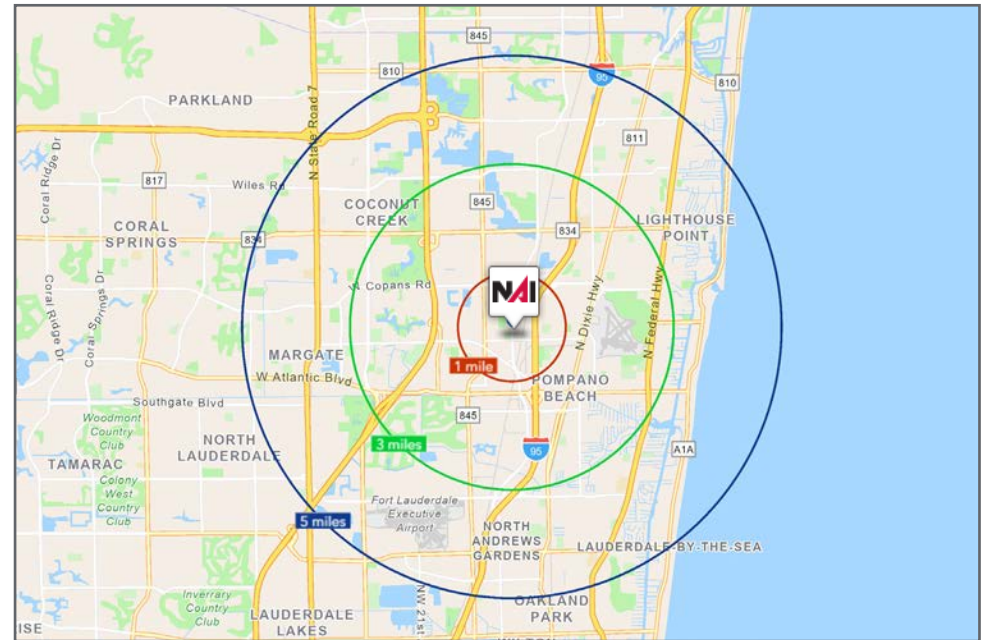 845
810
95
810
PARKLAND
N State Road 7
811
Coral Ridge Dr
817
Wiles Rd
845
COCONUT
CREEK
LIGHTHOUSE
POINT
CORAL
SPRINGS
834
834
NAI
W Copans Rd
Coral Ridge Dr
Coral Springs Dr
N Dixie Hwy
N Federal Hwy
MARGATE
1 mile
W Atlantic Blvd
POMPANO
BEACH
Southgate Blvd
845
Woodmont
Country
Club
NORTH
LAUDERDALE
3 miles
95
A1A
TAMARAC
Colony
West
Country
Club
Fort Lauderdale
Executive
Airport
5 miles
NORTH
ANDREWS
GARDENS
LAUDERDALE-BY-THE-SEA
Inverrary
Country
Club
NW 21st
OAKLAND
PARK
LAUDERDALE
LAKES
ISE